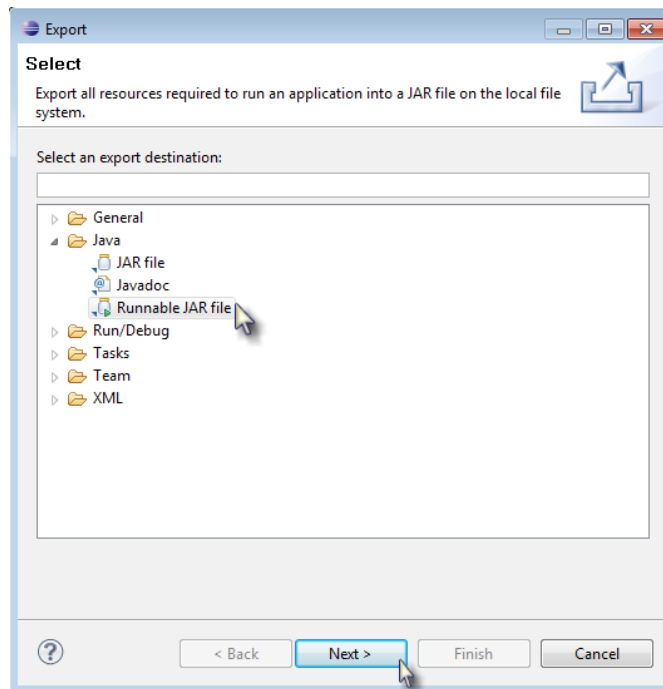 Export
Select
Export all resources required to run an application into a JAR file on the local file
system.
Select an export destination:
General
Java
JAR file
Javadoc
Runnable JAR file
Run/Debug
Tasks
Team
XML
?
< Back
Next >
Finish
Cancel